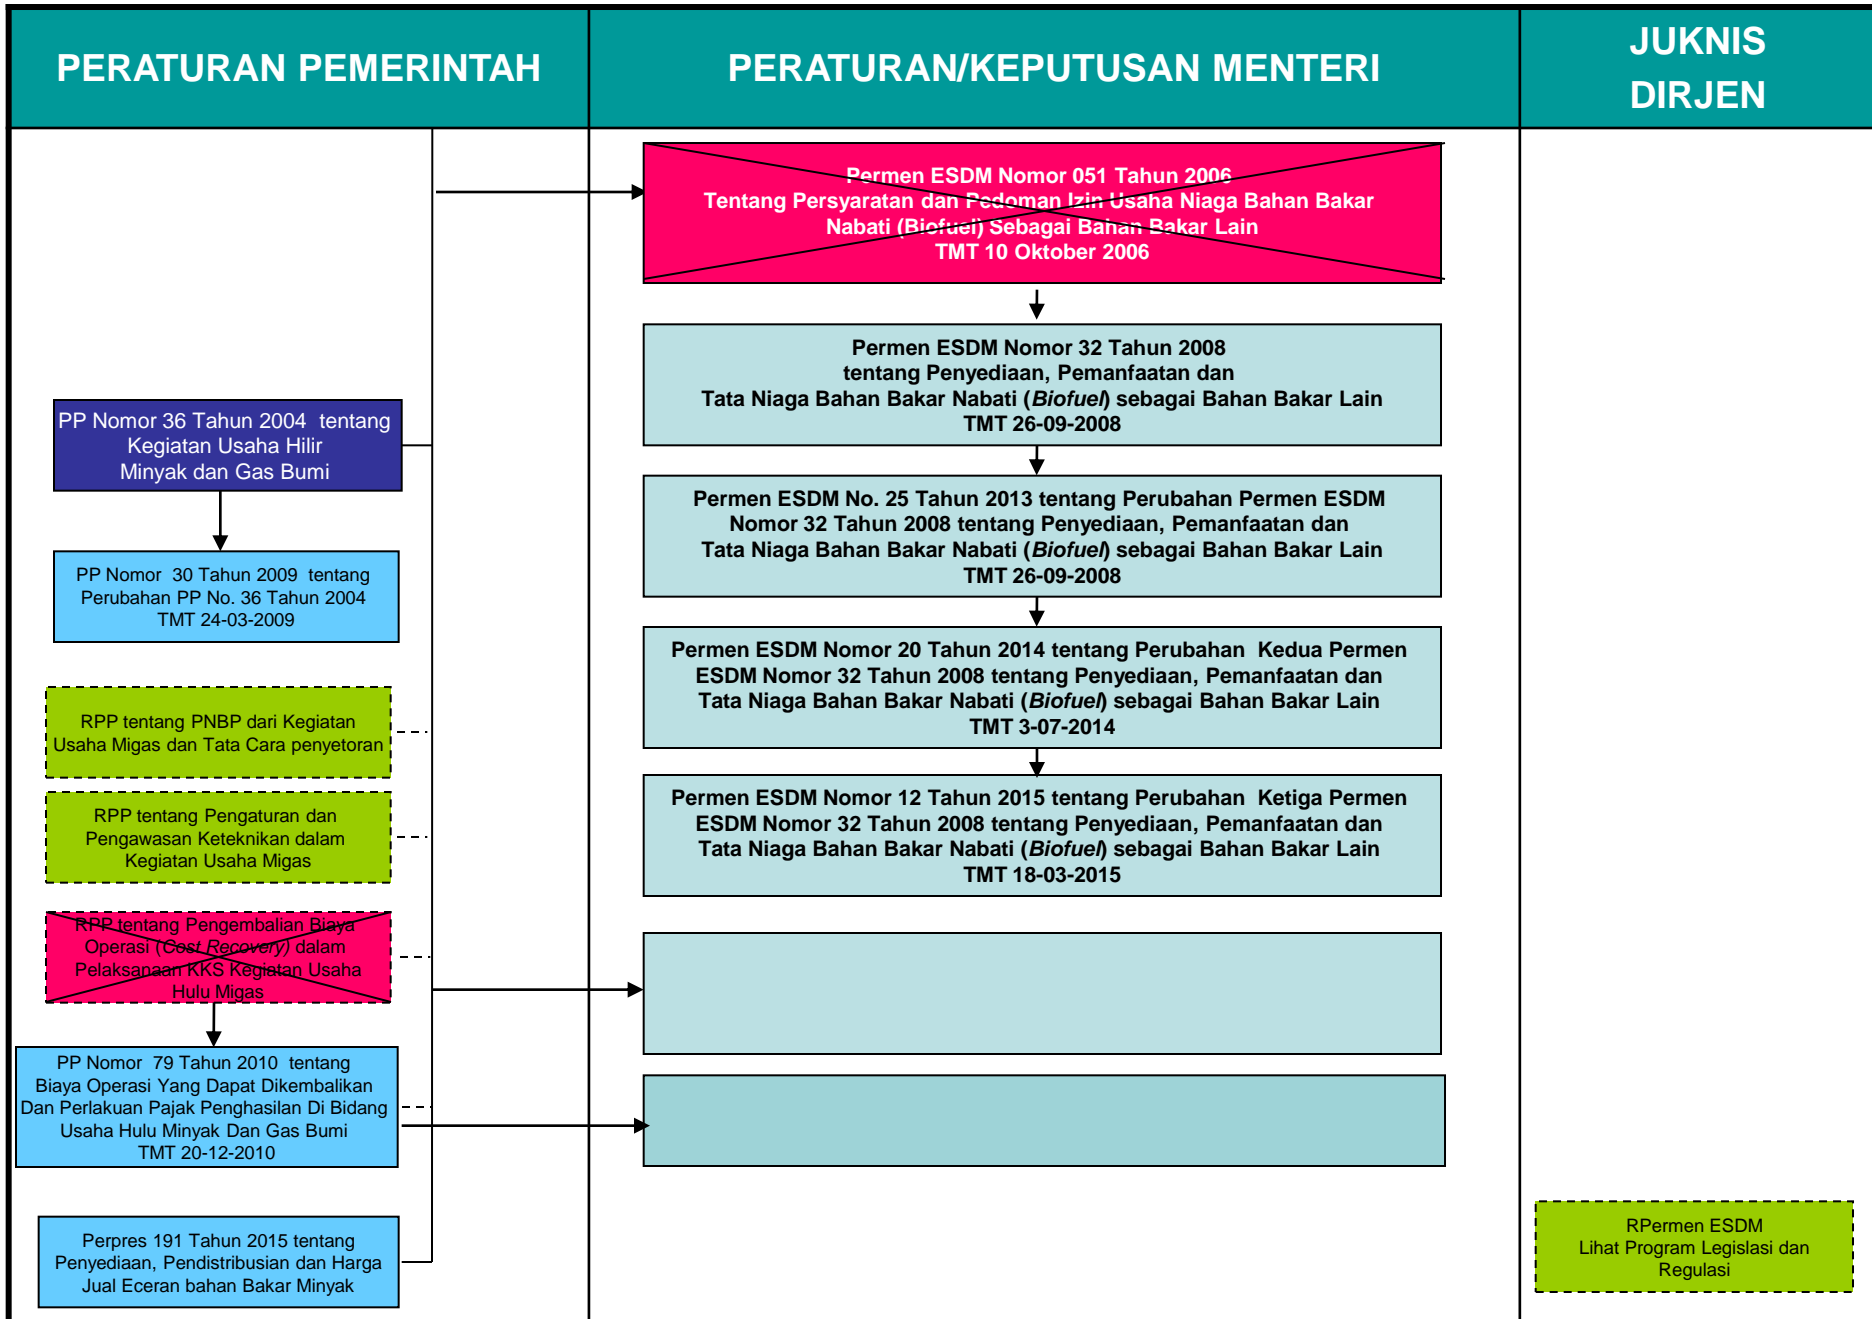 PERATURAN PEMERINTAH
PERATURAN/KEPUTUSAN MENTERI
JUKNIS
DIRJEN
PP Nomor 36 Tahun 2004 tentang
Kegiatan Usaha Hilir
Minyak dan Gas Bumi
PP Nomor 30 Tahun 2009 tentang
Perubahan PP No. 36 Tahun 2004
TMT 24-03-2009
RPP tentang PNBP dari Kegiatan
Usaha Migas dan Tata Cara penyetoran
RPP tentang Pengaturan dan
Pengawasan Keteknikan dalam
Kegiatan Usaha Migas
RPP tentang Pengembalian Biaya
Operasi (Cost Recovery) dalam
Pelaksanaan KKS Kegiatan Usaha
Hulu Migas
PP Nomor 79 Tahun 2010 tentang
Biaya Operasi Yang Dapat Dikembalikan
Dan Perlakuan Pajak Penghasilan Di Bidang
Usaha Hulu Minyak Dan Gas Bumi
TMT 20-12-2010
Perpres 191 Tahun 2015 tentang
Penyediaan, Pendistribusian dan Harga
Jual Eceran bahan Bakar Minyak
Permen ESDM Nomor 051 Tahun 2006
Tentang Persyaratan dan Pedoman Izin Usaha Niaga Bahan Bakar
Nabati (Biofuel) Sebagai Bahan Bakar Lain
TMT 10 Oktober 2006
Permen ESDM Nomor 32 Tahun 2008
tentang Penyediaan, Pemanfaatan dan
Tata Niaga Bahan Bakar Nabati (Biofuel) sebagai Bahan Bakar Lain
TMT 26-09-2008
Permen ESDM No. 25 Tahun 2013 tentang Perubahan Permen ESDM
Nomor 32 Tahun 2008 tentang Penyediaan, Pemanfaatan dan
Tata Niaga Bahan Bakar Nabati (Biofuel) sebagai Bahan Bakar Lain
TMT 26-09-2008
Permen ESDM Nomor 20 Tahun 2014 tentang Perubahan Kedua Permen
ESDM Nomor 32 Tahun 2008 tentang Penyediaan, Pemanfaatan dan
Tata Niaga Bahan Bakar Nabati (Biofuel) sebagai Bahan Bakar Lain
TMT 3-07-2014
Permen ESDM Nomor 12 Tahun 2015 tentang Perubahan Ketiga Permen
ESDM Nomor 32 Tahun 2008 tentang Penyediaan, Pemanfaatan dan
Tata Niaga Bahan Bakar Nabati (Biofuel) sebagai Bahan Bakar Lain
TMT 18-03-2015
RPermen ESDM
Lihat Program Legislasi dan
Regulasi